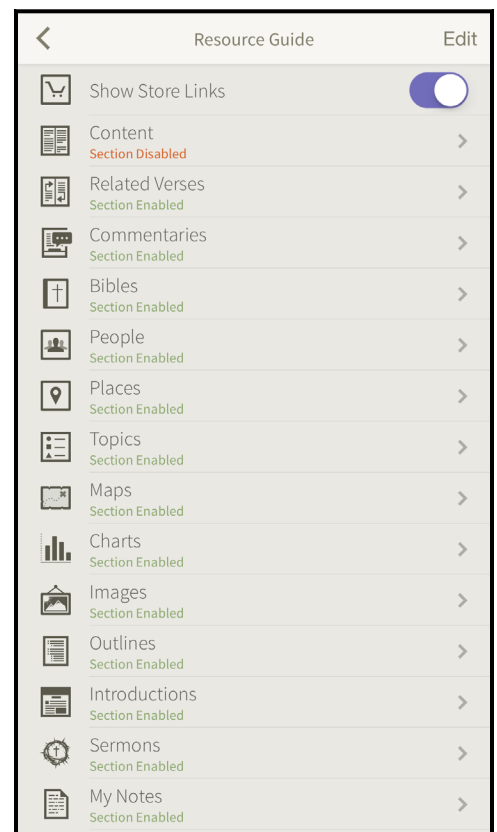 Resource Guide
Edit
Show Store Links
Content
Section Disabled
Related Verses
Section Enabled
Commentaries
Section Enabled
Bibles
Section Enabled
People
Section Enabled
Places
Section Enabled
Topics
Section Enabled
Maps
Section Enabled
Charts
Section Enabled
Images
Section Enabled
Outlines
Section Enabled
Introductions
Section Enabled
Sermons
Section Enabled
My Notes
Section Enabled